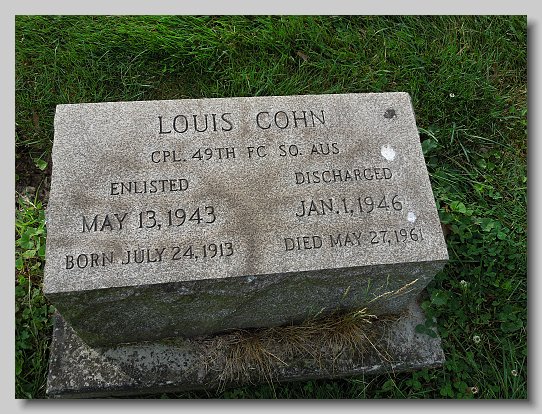 LOUIS COHN
CPL. 49TH FC SO. AUS
ENLISTED DISCHARGED
MAY 13, 1943 JAN. 1, 1946
BORN JULY 24, 1913 DIED MAY 27, 1961